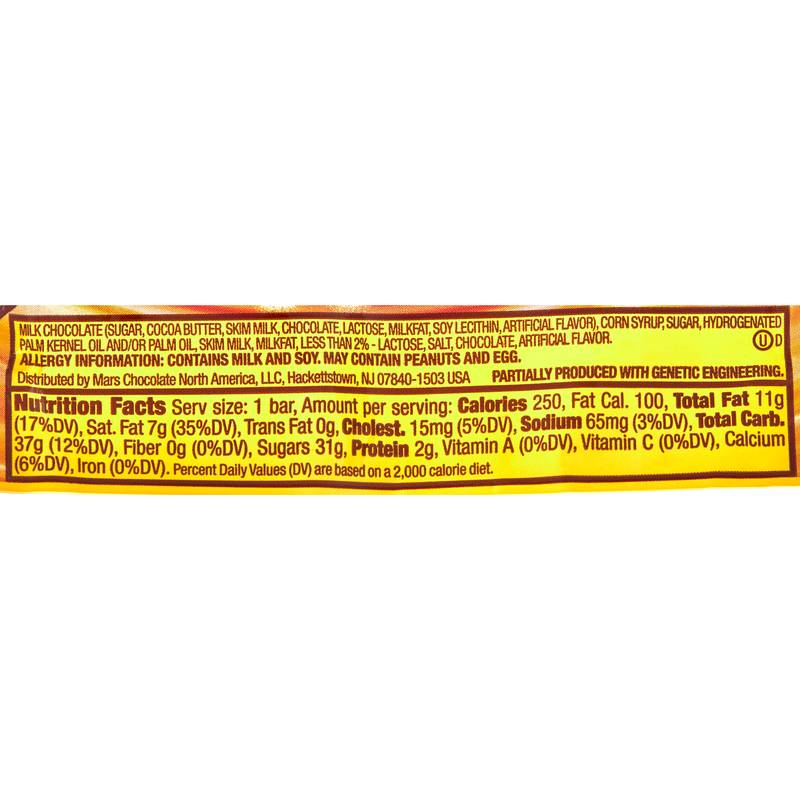 MILK CHOCOLATE (SUGAR, COCOA BUTTER, SKIM MILK, CHOCOLATE, LACTOSE, MILKFAT, SOY LECITHIN, ARTIFICIAL FLAVOR), CORN SYRUP, SUGAR, HYDROGENATED
PALM KERNEL OIL AND/OR PALM OIL, SKIM MILK, MILKFAT, LESS THAN 2% - LACTOSE, SALT, CHOCOLATE, ARTIFICIAL FLAVOR. Ⓤ D
ALLERGY INFORMATION: CONTAINS MILK AND SOY. MAY CONTAIN PEANUTS AND EGG.
Distributed by Mars Chocolate North America, LLC, Hackettstown, NJ 07840-1503 USA PARTIALLY PRODUCED WITH GENETIC ENGINEERING.
Nutrition Facts Serv size: 1 bar, Amount per serving: Calories 250, Fat Cal. 100, Total Fat 11g
(17%DV), Sat. Fat 7g (35%DV), Trans Fat 0g, Cholest. 15mg (5%DV), Sodium 65mg (3%DV), Total Carb.
37g (12%DV), Fiber 0g (0%DV), Sugars 31g, Protein 2g, Vitamin A (0%DV), Vitamin C (0%DV), Calcium
(6%DV), Iron (0%DV). Percent Daily Values (DV) are based on a 2,000 calorie diet.